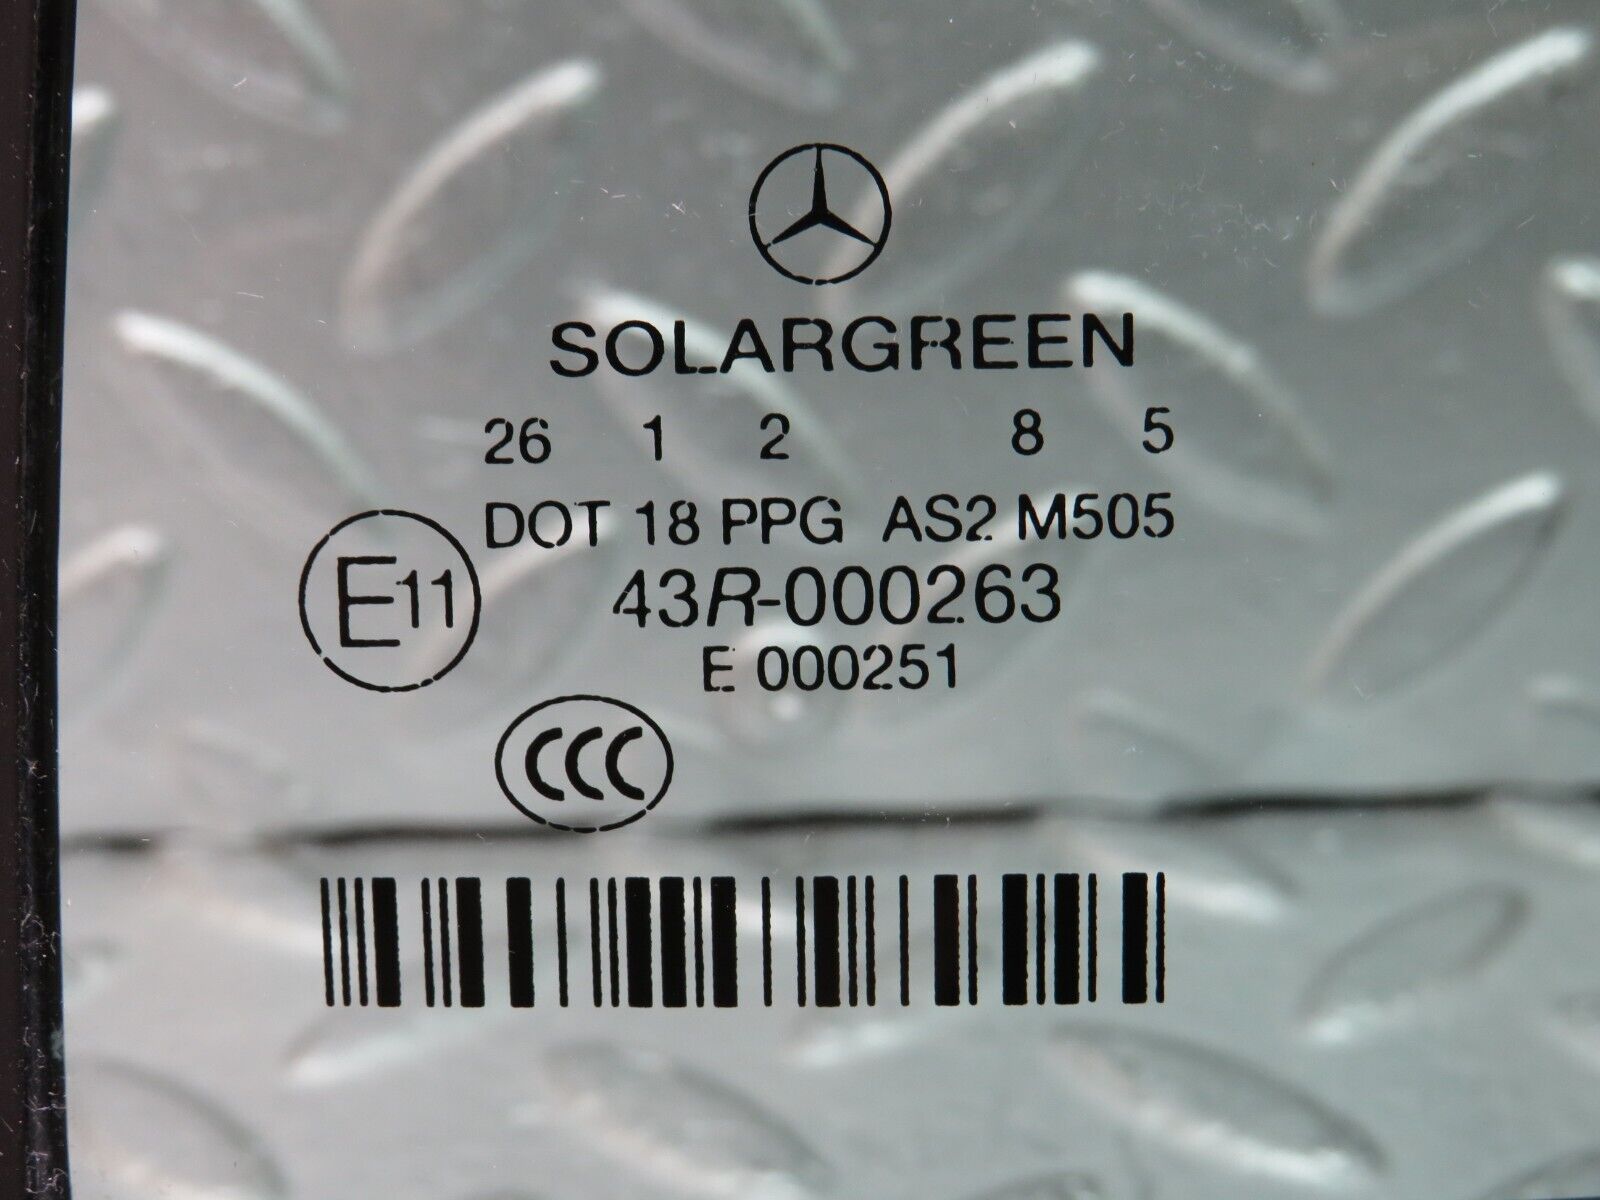 SOLARGREEN
26 1 2 8 5
DOT 18 PPG AS2 M505
E11 43R-000263
E 000251
CCC